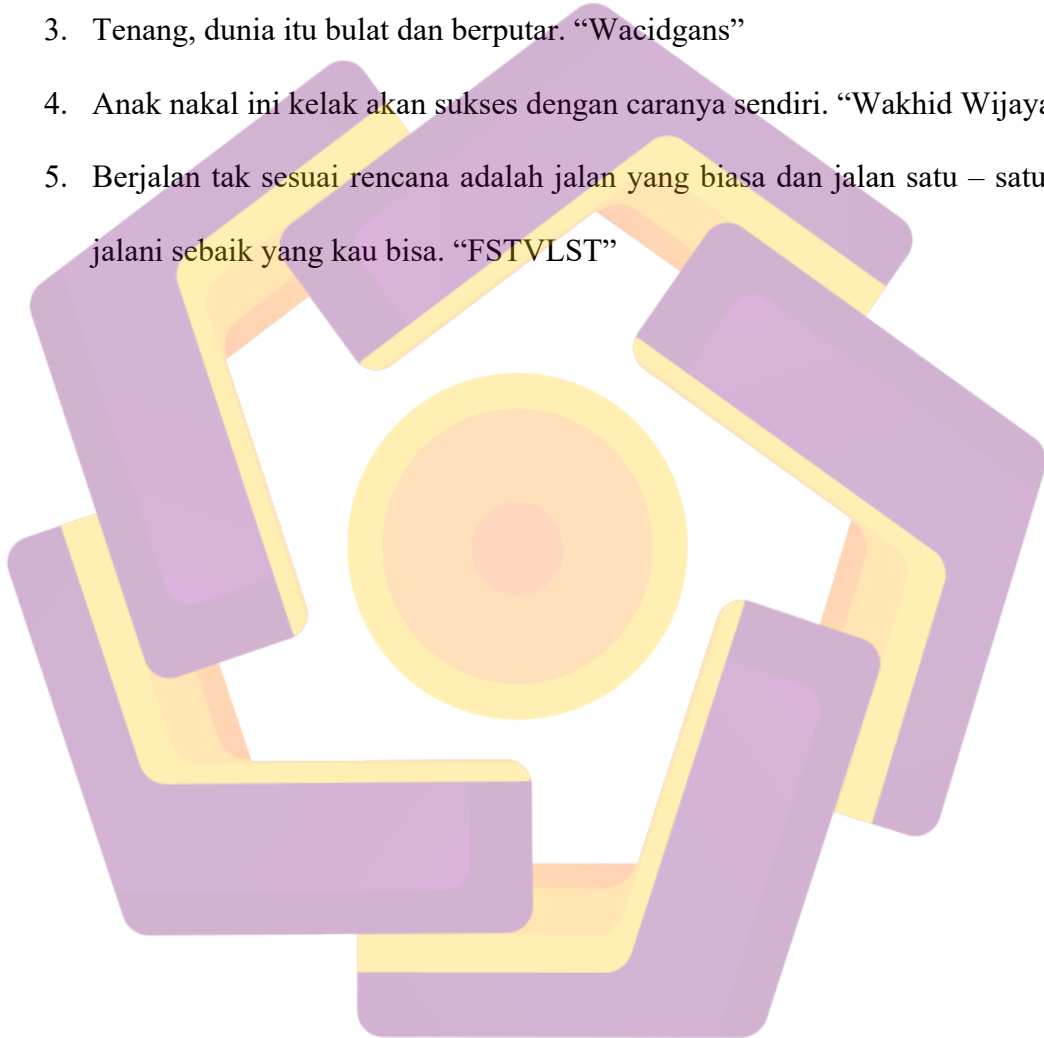 3. Tenang, dunia itu bulat dan berputar. “Wacidgans”
4. Anak nakal ini kelak akan sukses dengan caranya sendiri. “Wakhid Wijaya
5. Berjalan tak sesuai rencana adalah jalan yang biasa dan jalan satu – satu
jalani sebaik yang kau bisa. “FSTVLST”